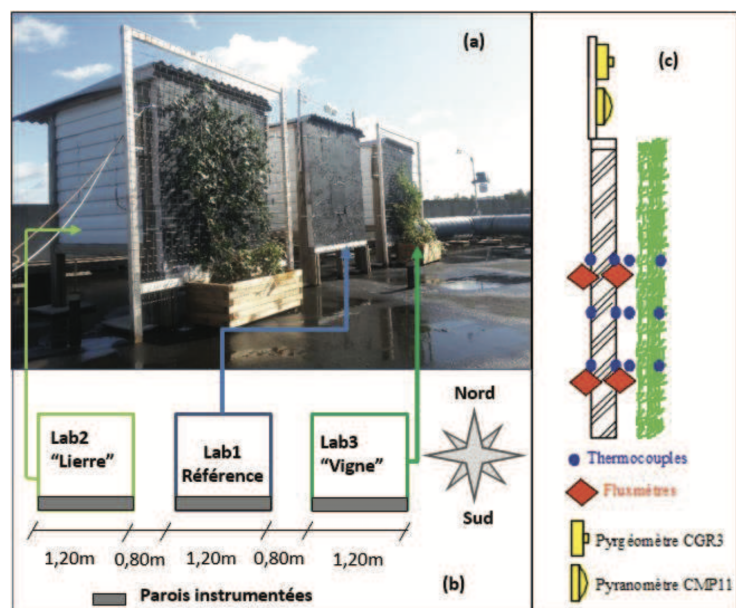 (a)
(c)
Lab2
“Lierre”
Lab1
Référence
Lab3
“Vigne”
Nord
Sud
1,20m 0,80m 1,20m 0,80m 1,20m
Parois instrumentées
(b)
Thermocouples
Fluxmètres
Pyrgéomètre CGR3
Pyranomètre CMP11